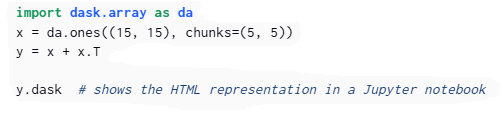 import dask.array as da
x = da.ones((15, 15), chunks=(5, 5))
y = x + x.T
y.dask  # shows the HTML representation in a Jupyter notebook